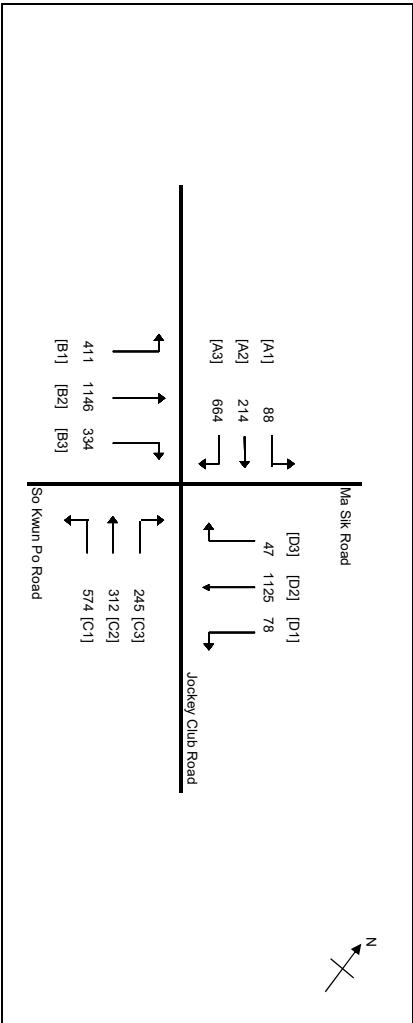 N
Ma Sik Road
[D3] [D2] [D1]
[A1] 88
47 1125 78
[A2] 214
[A3] 664
Jockey Club Road
245 [C3]
312 [C2]
411 1146 334
574 [C1]
[B1] [B2] [B3]
So Kwun Po Road